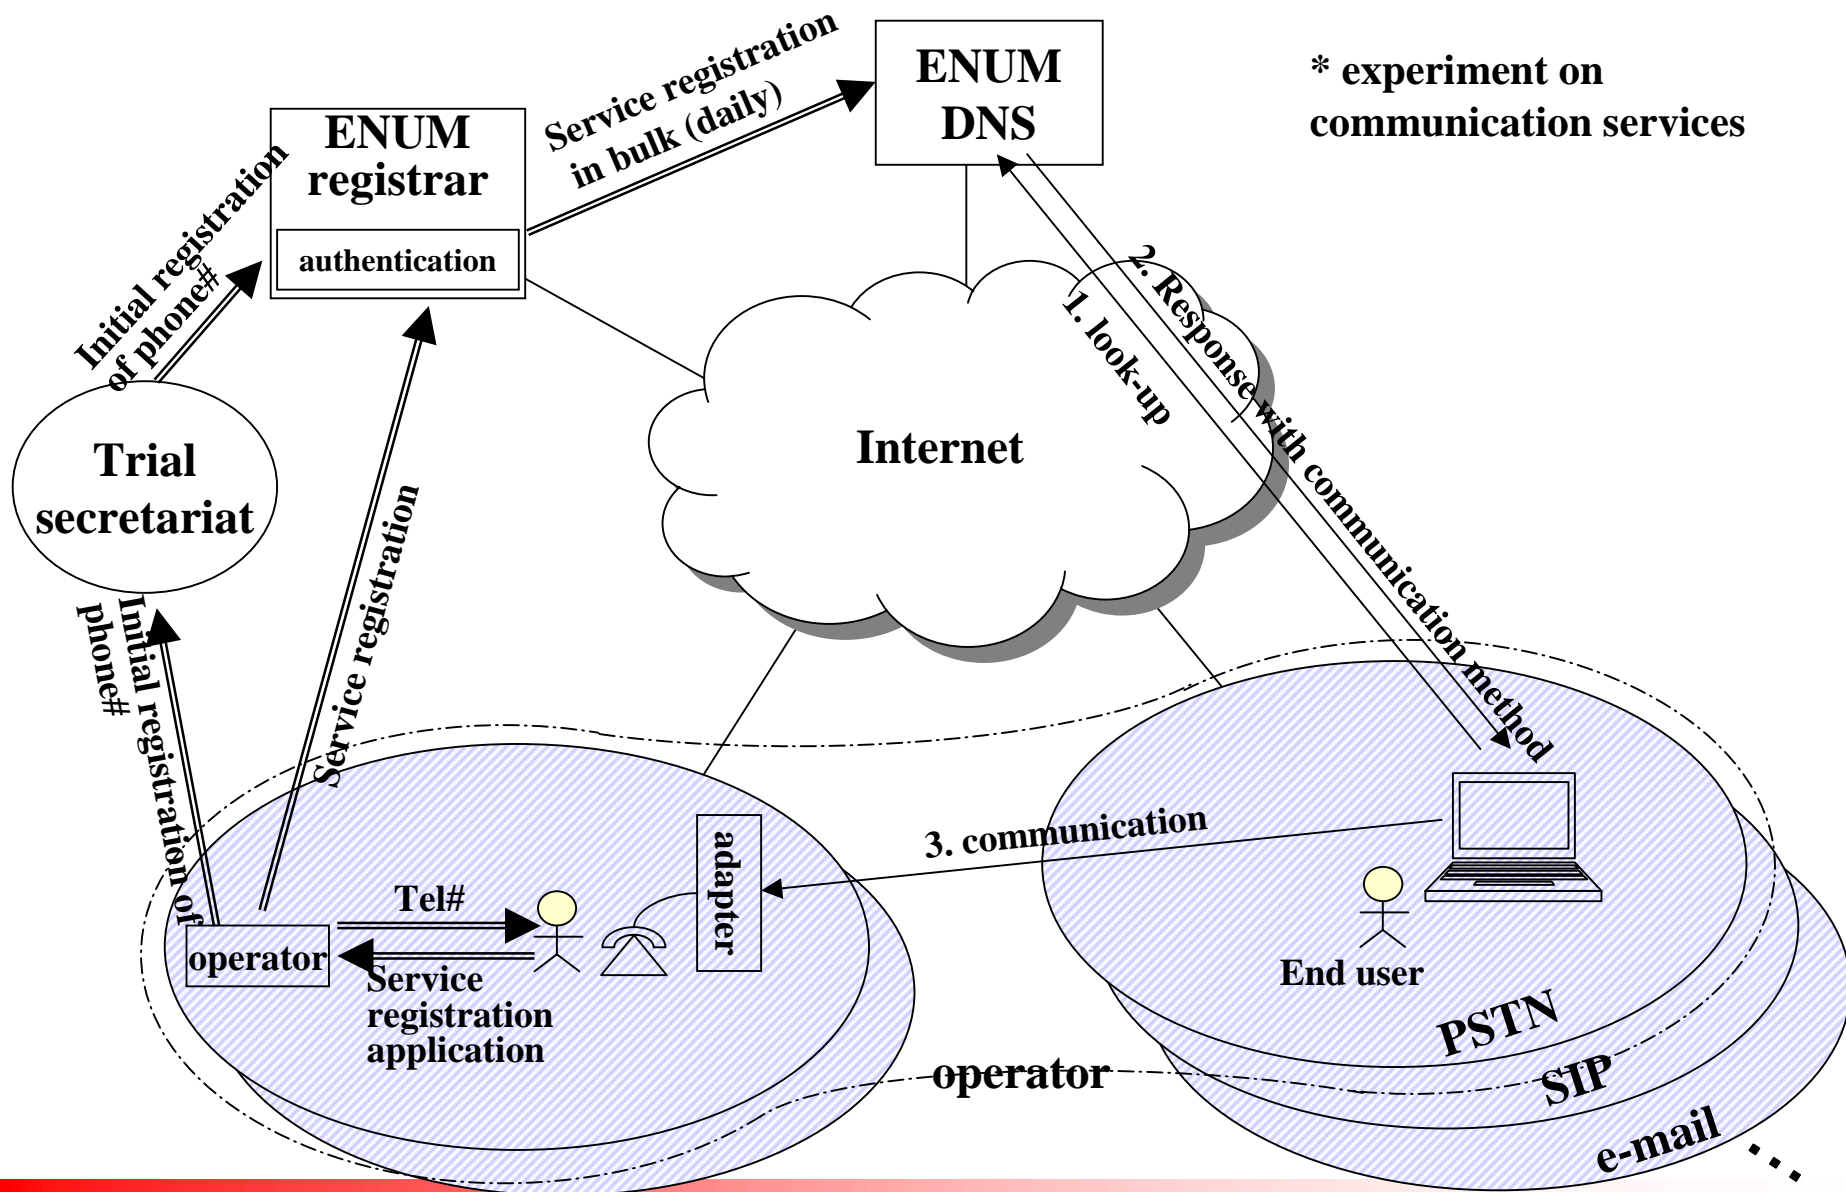 ENUM
DNS
* experiment on
communication services
Service registration
in bulk (daily)
ENUM
registrar
authentication
Initial registration
of phone#
2. Response with communication method
1. look-up
Internet
Trial
secretariat
Service registration
Initial registration of
phone#
adapter
3. communication
Tel#
operator
Service
registration
application
End user
PSTN
SIP
e-mail
...
operator